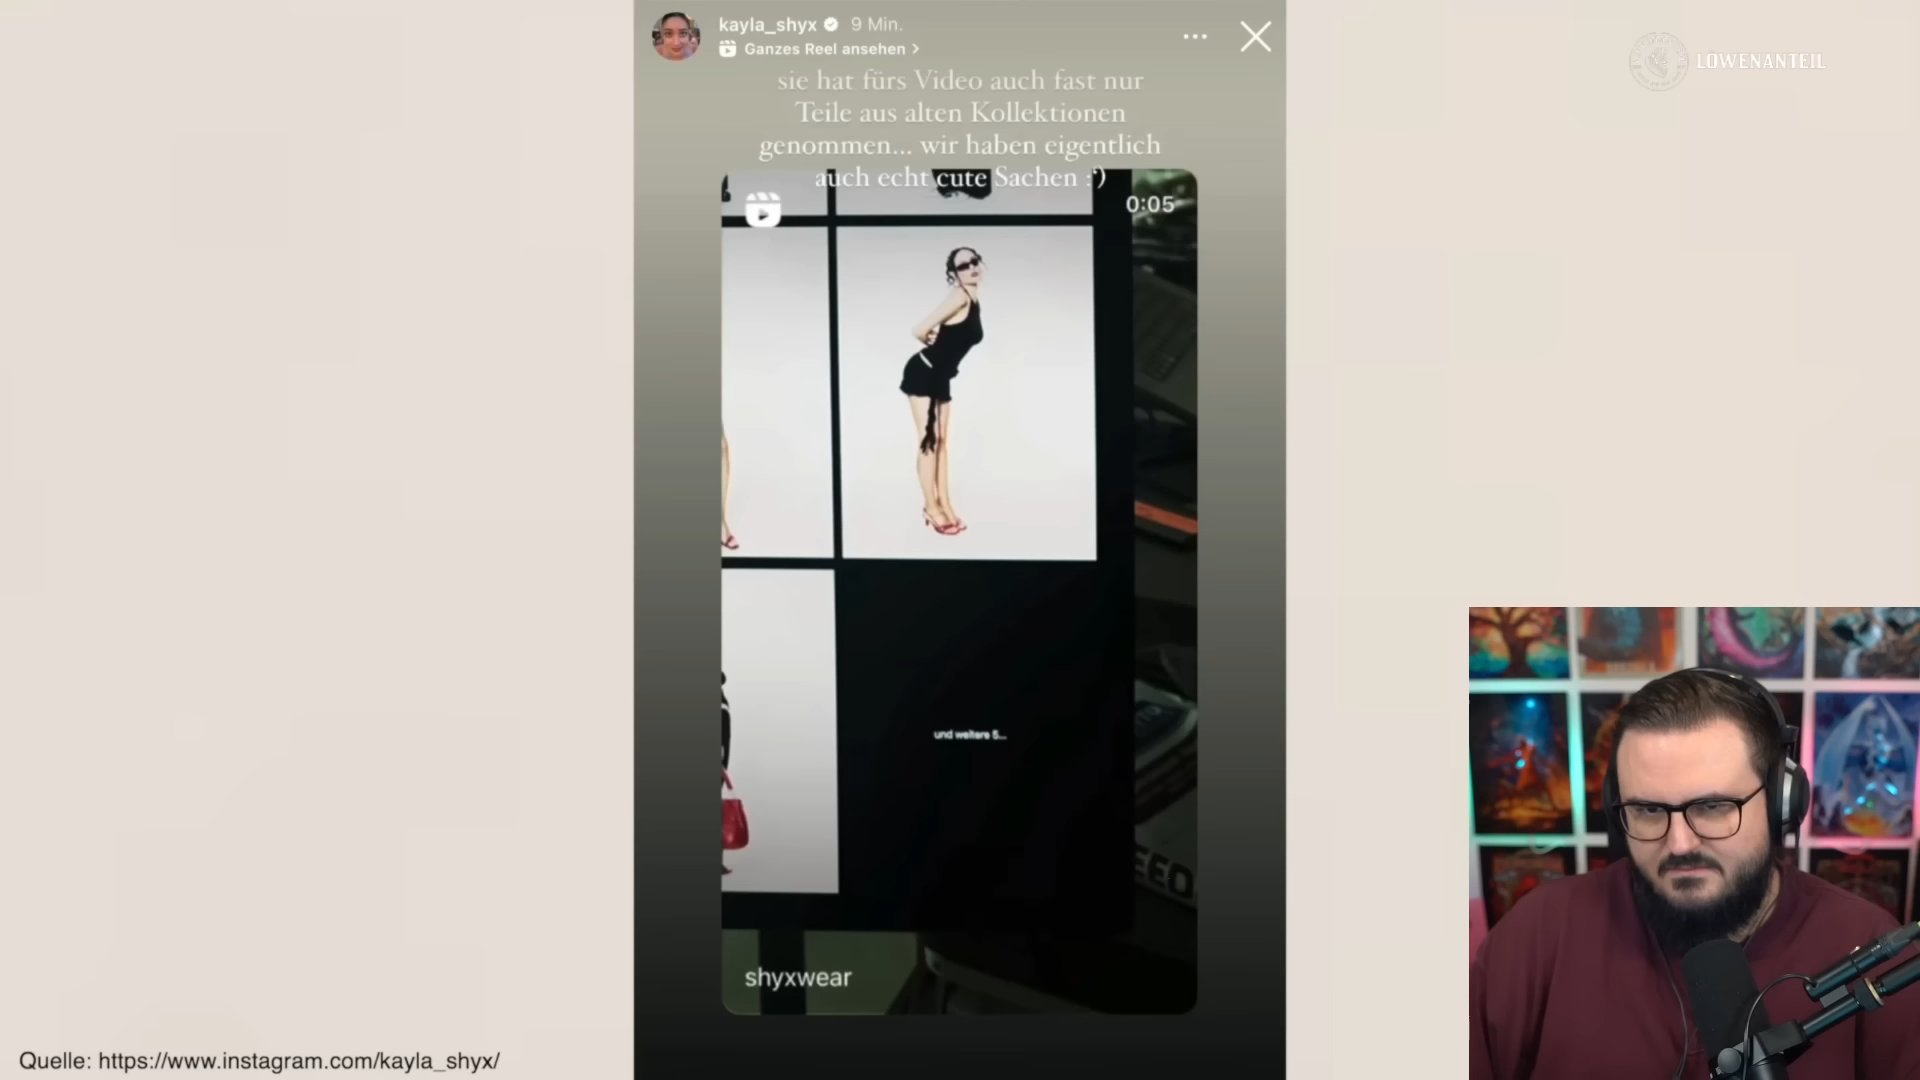 kayla_shyx 9 Min.
Ganzes Reel ansehen >
LÖWENANTEIL
sie hat fürs Video auch fast nur
Teile aus alten Kollektionen
genommen... wir haben eigentlich
auch echt cute Sachen :')
0:05
und weitere 5...
shyxwear
Quelle: https://www.instagram.com/kayla_shyx/